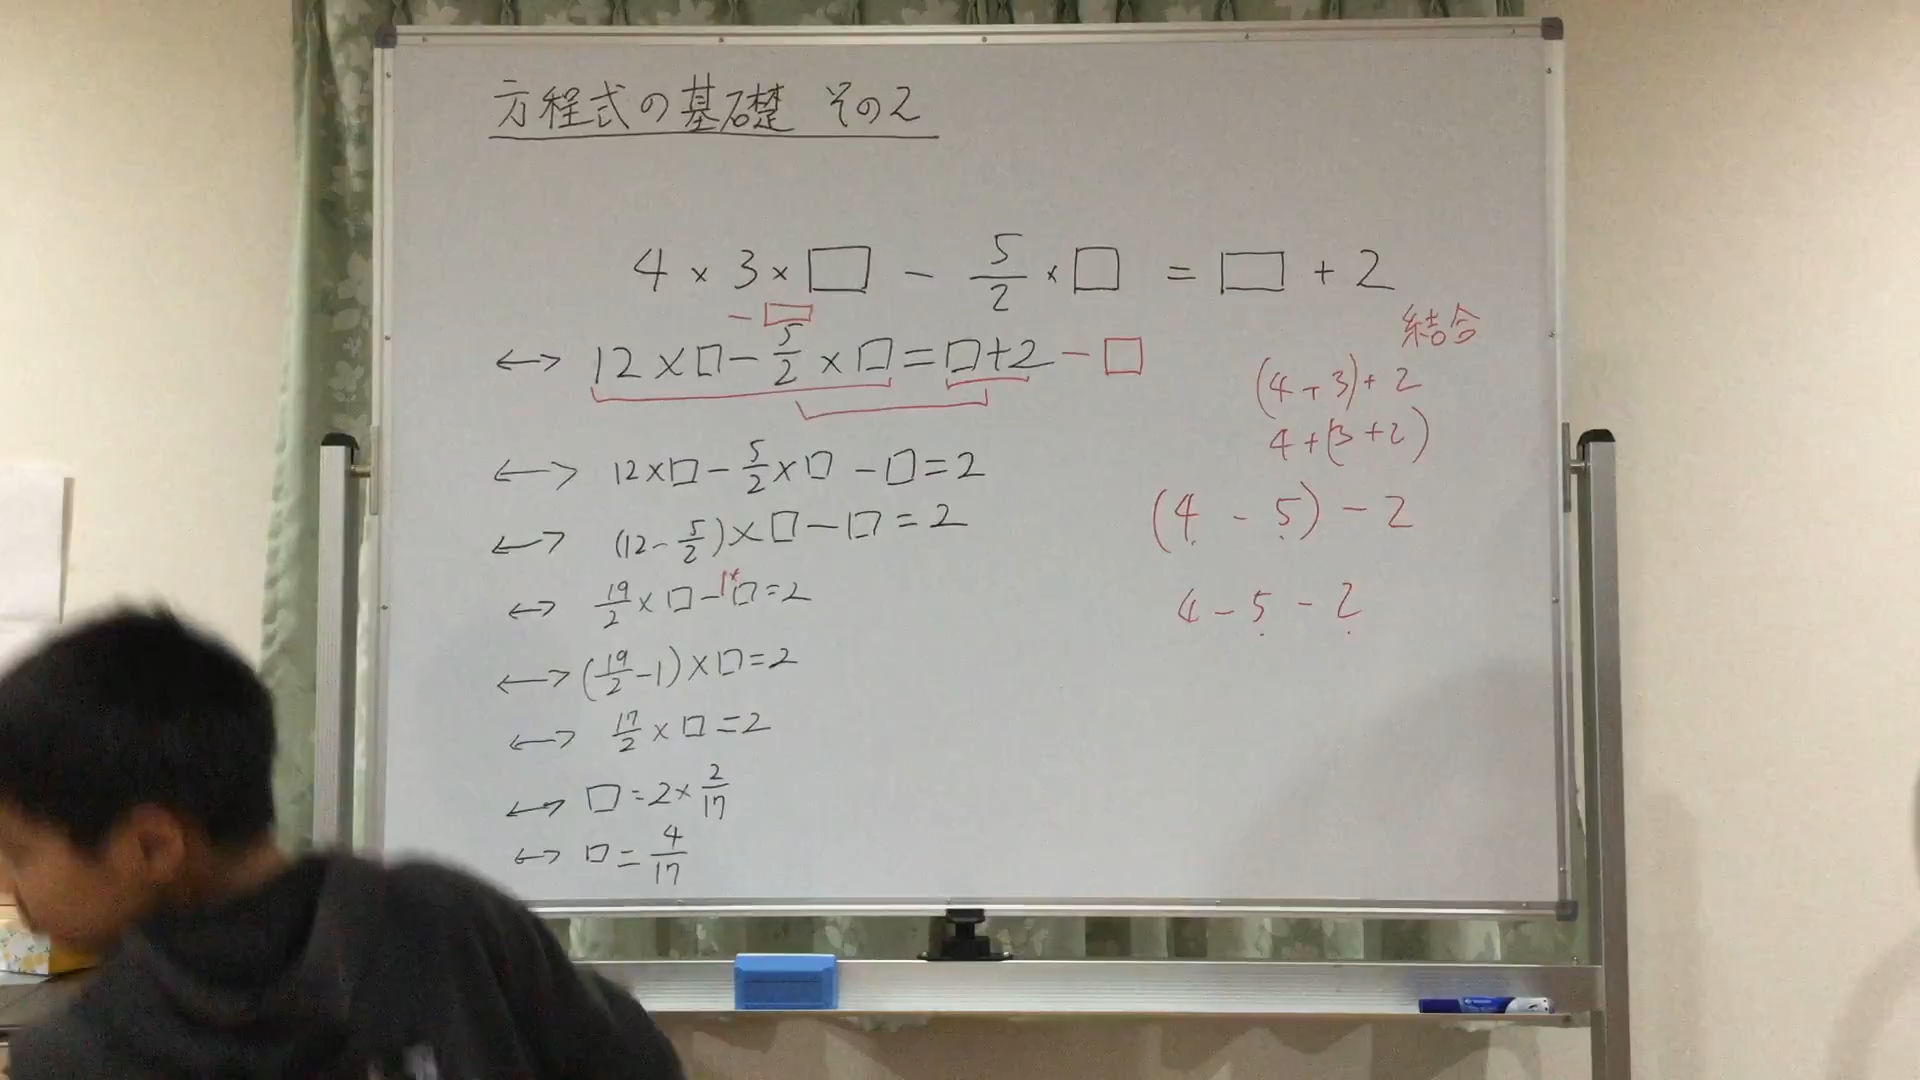 方程式の基礎 その2
4 × 3 × □ − 5/2 × □ = □ + 2
− □
↔ 12 × □ − 5/2 × □ = □ + 2 − □
結合
(4 + 3) + 2
4 + (3 + 2)
↔ 12 × □ − 5/2 × □ − □ = 2
(4 − 5) − 2
↔ (12 − 5/2) × □ − □ = 2
↔ 19/2 × □ − 1× □ = 2
4 − 5 − 2
↔ (19/2 − 1) × □ = 2
↔ 17/2 × □ = 2
↔ □ = 2 × 2/17
↔ □ = 4/17